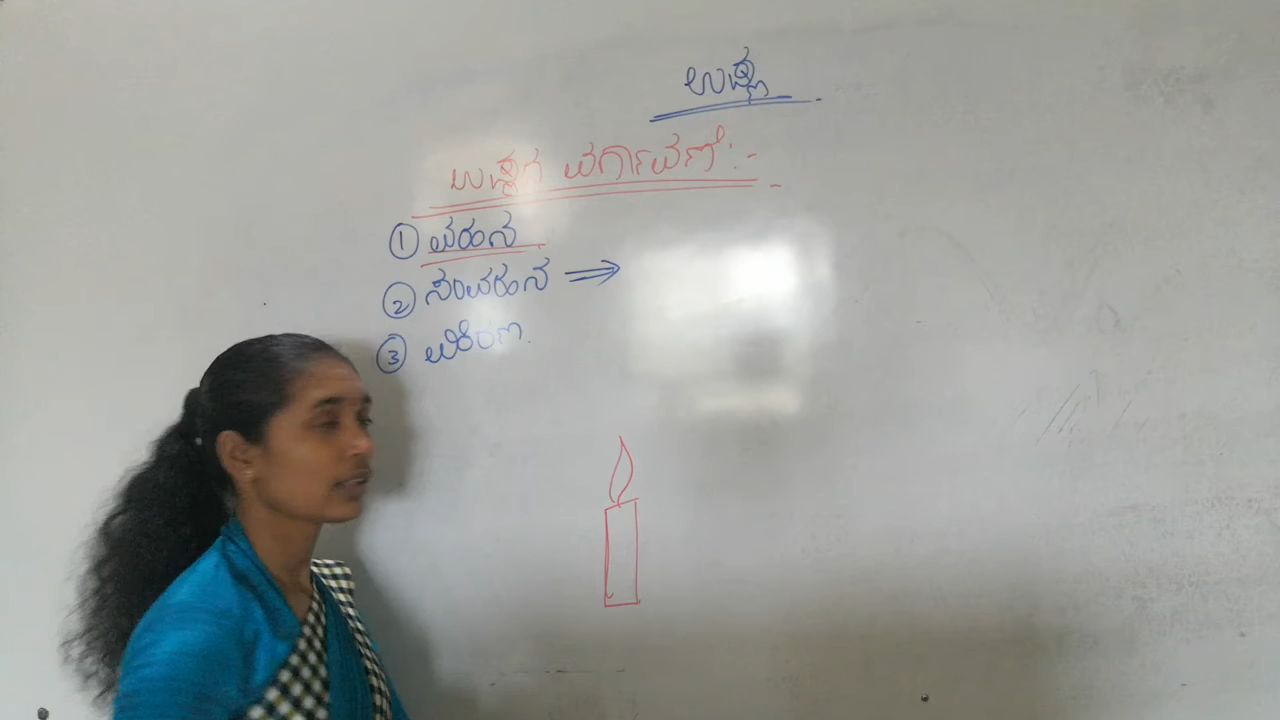 ಉಷ್ಣ
ಉಷ್ಣದ ವರ್ಗಾವಣೆ :-
① ವಹನ
② ಸಂವಹನ ⇒
③ ವಿಕಿರಣ.